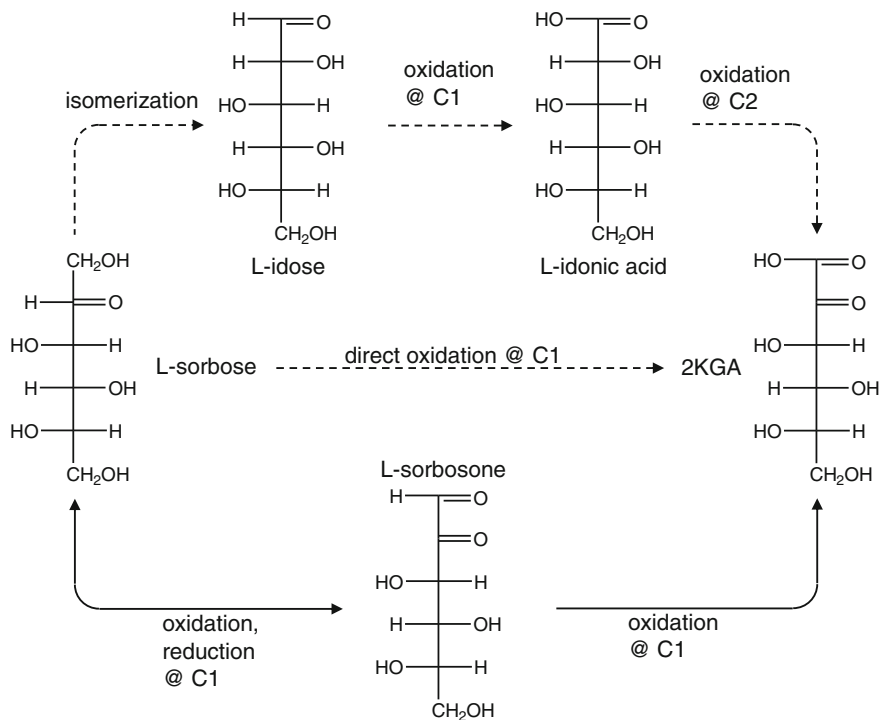 H O
H OH
HO H
H OH
HO H
CH2OH
L-idose
isomerization
oxidation
@ C1
HO O
H OH
HO H
H OH
HO H
CH2OH
L-idonic acid
oxidation
@ C2
CH2OH
H O
HO H
H OH
HO H
CH2OH
L-sorbose
direct oxidation @ C1
2KGA
HO O
O
HO H
H OH
HO H
CH2OH
L-sorbosone
H O
O
HO H
H OH
HO H
CH2OH
oxidation,
reduction
@ C1
oxidation
@ C1